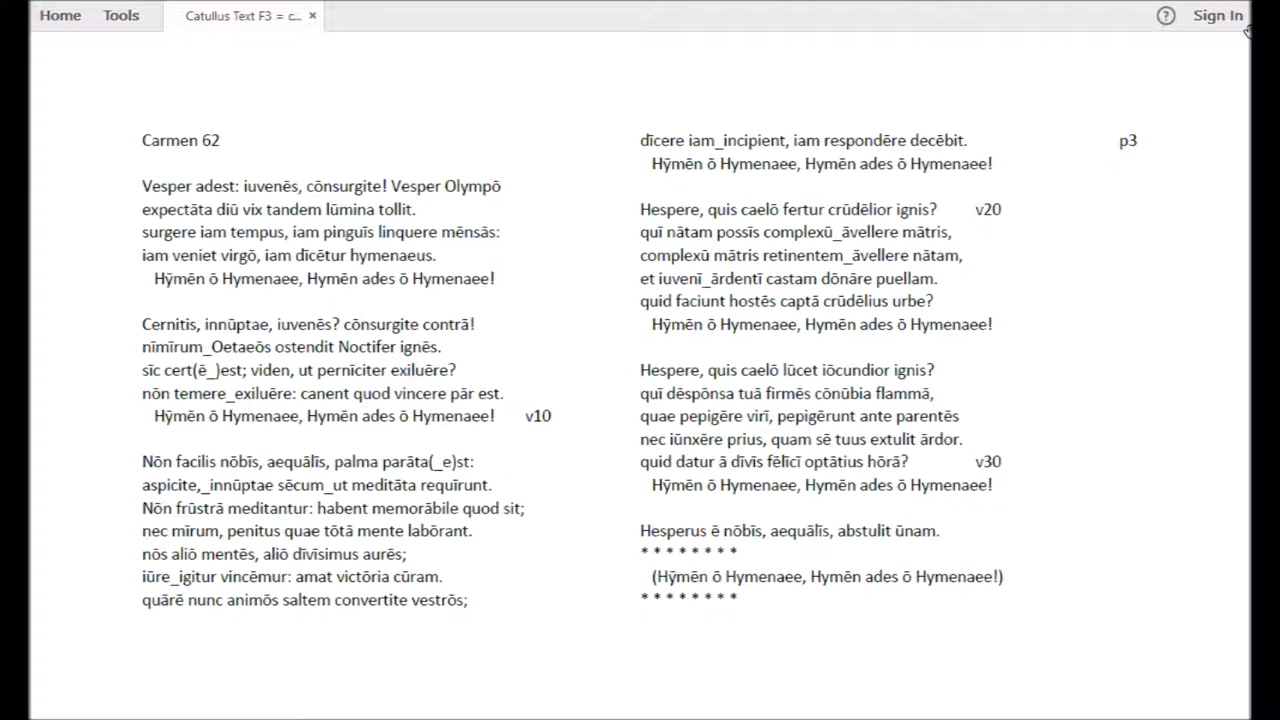 Home Tools Catullus Text F3 = c... × ? Sign In
Carmen 62
Vesper adest: iuvenēs, cōnsurgite! Vesper Olympō
expectāta diū vix tandem lūmina tollit.
surgere iam tempus, iam pinguīs linquere mēnsās:
iam veniet virgō, iam dīcētur hymenaeus.
Hȳmēn ō Hymenaee, Hymēn ades ō Hymenaee!
Cernitis, innūptae, iuvenēs? cōnsurgite contrā!
nīmīrum_Oetaeōs ostendit Noctifer ignēs.
sīc cert(ē_)est; viden, ut pernīciter exiluēre?
nōn temere_exiluēre: canent quod vincere pār est.
Hȳmēn ō Hymenaee, Hymēn ades ō Hymenaee! v10
Nōn facilis nōbīs, aequālīs, palma parāta(_e)st:
aspicite,_innūptae sēcum_ut meditāta requīrunt.
Nōn frūstrā meditantur: habent memorābile quod sit;
nec mīrum, penitus quae tōtā mente labōrant.
nōs aliō mentēs, aliō dīvīsimus aurēs;
iūre_igitur vincēmur: amat victōria cūram.
quārē nunc animōs saltem convertite vestrōs;
dīcere iam_incipient, iam respondēre decēbit. p3
Hȳmēn ō Hymenaee, Hymēn ades ō Hymenaee!
Hespere, quis caelō fertur crūdēlior ignis? v20
quī nātam possīs complexū_āvellere mātris,
complexū mātris retinentem_āvellere nātam,
et iuvenī_ārdentī castam dōnāre puellam.
quid faciunt hostēs captā crūdēlius urbe?
Hȳmēn ō Hymenaee, Hymēn ades ō Hymenaee!
Hespere, quis caelō lūcet iōcundior ignis?
quī dēspōnsa tuā firmēs cōnūbia flammā,
quae pepigēre virī, pepigērunt ante parentēs
nec iūnxēre prius, quam sē tuus extulit ārdor.
quid datur ā dīvīs fēlīcī optātius hōrā? v30
Hȳmēn ō Hymenaee, Hymēn ades ō Hymenaee!
Hesperus ē nōbīs, aequālīs, abstulit ūnam.
* * * * * * * *
(Hȳmēn ō Hymenaee, Hymēn ades ō Hymenaee!)
* * * * * * * *